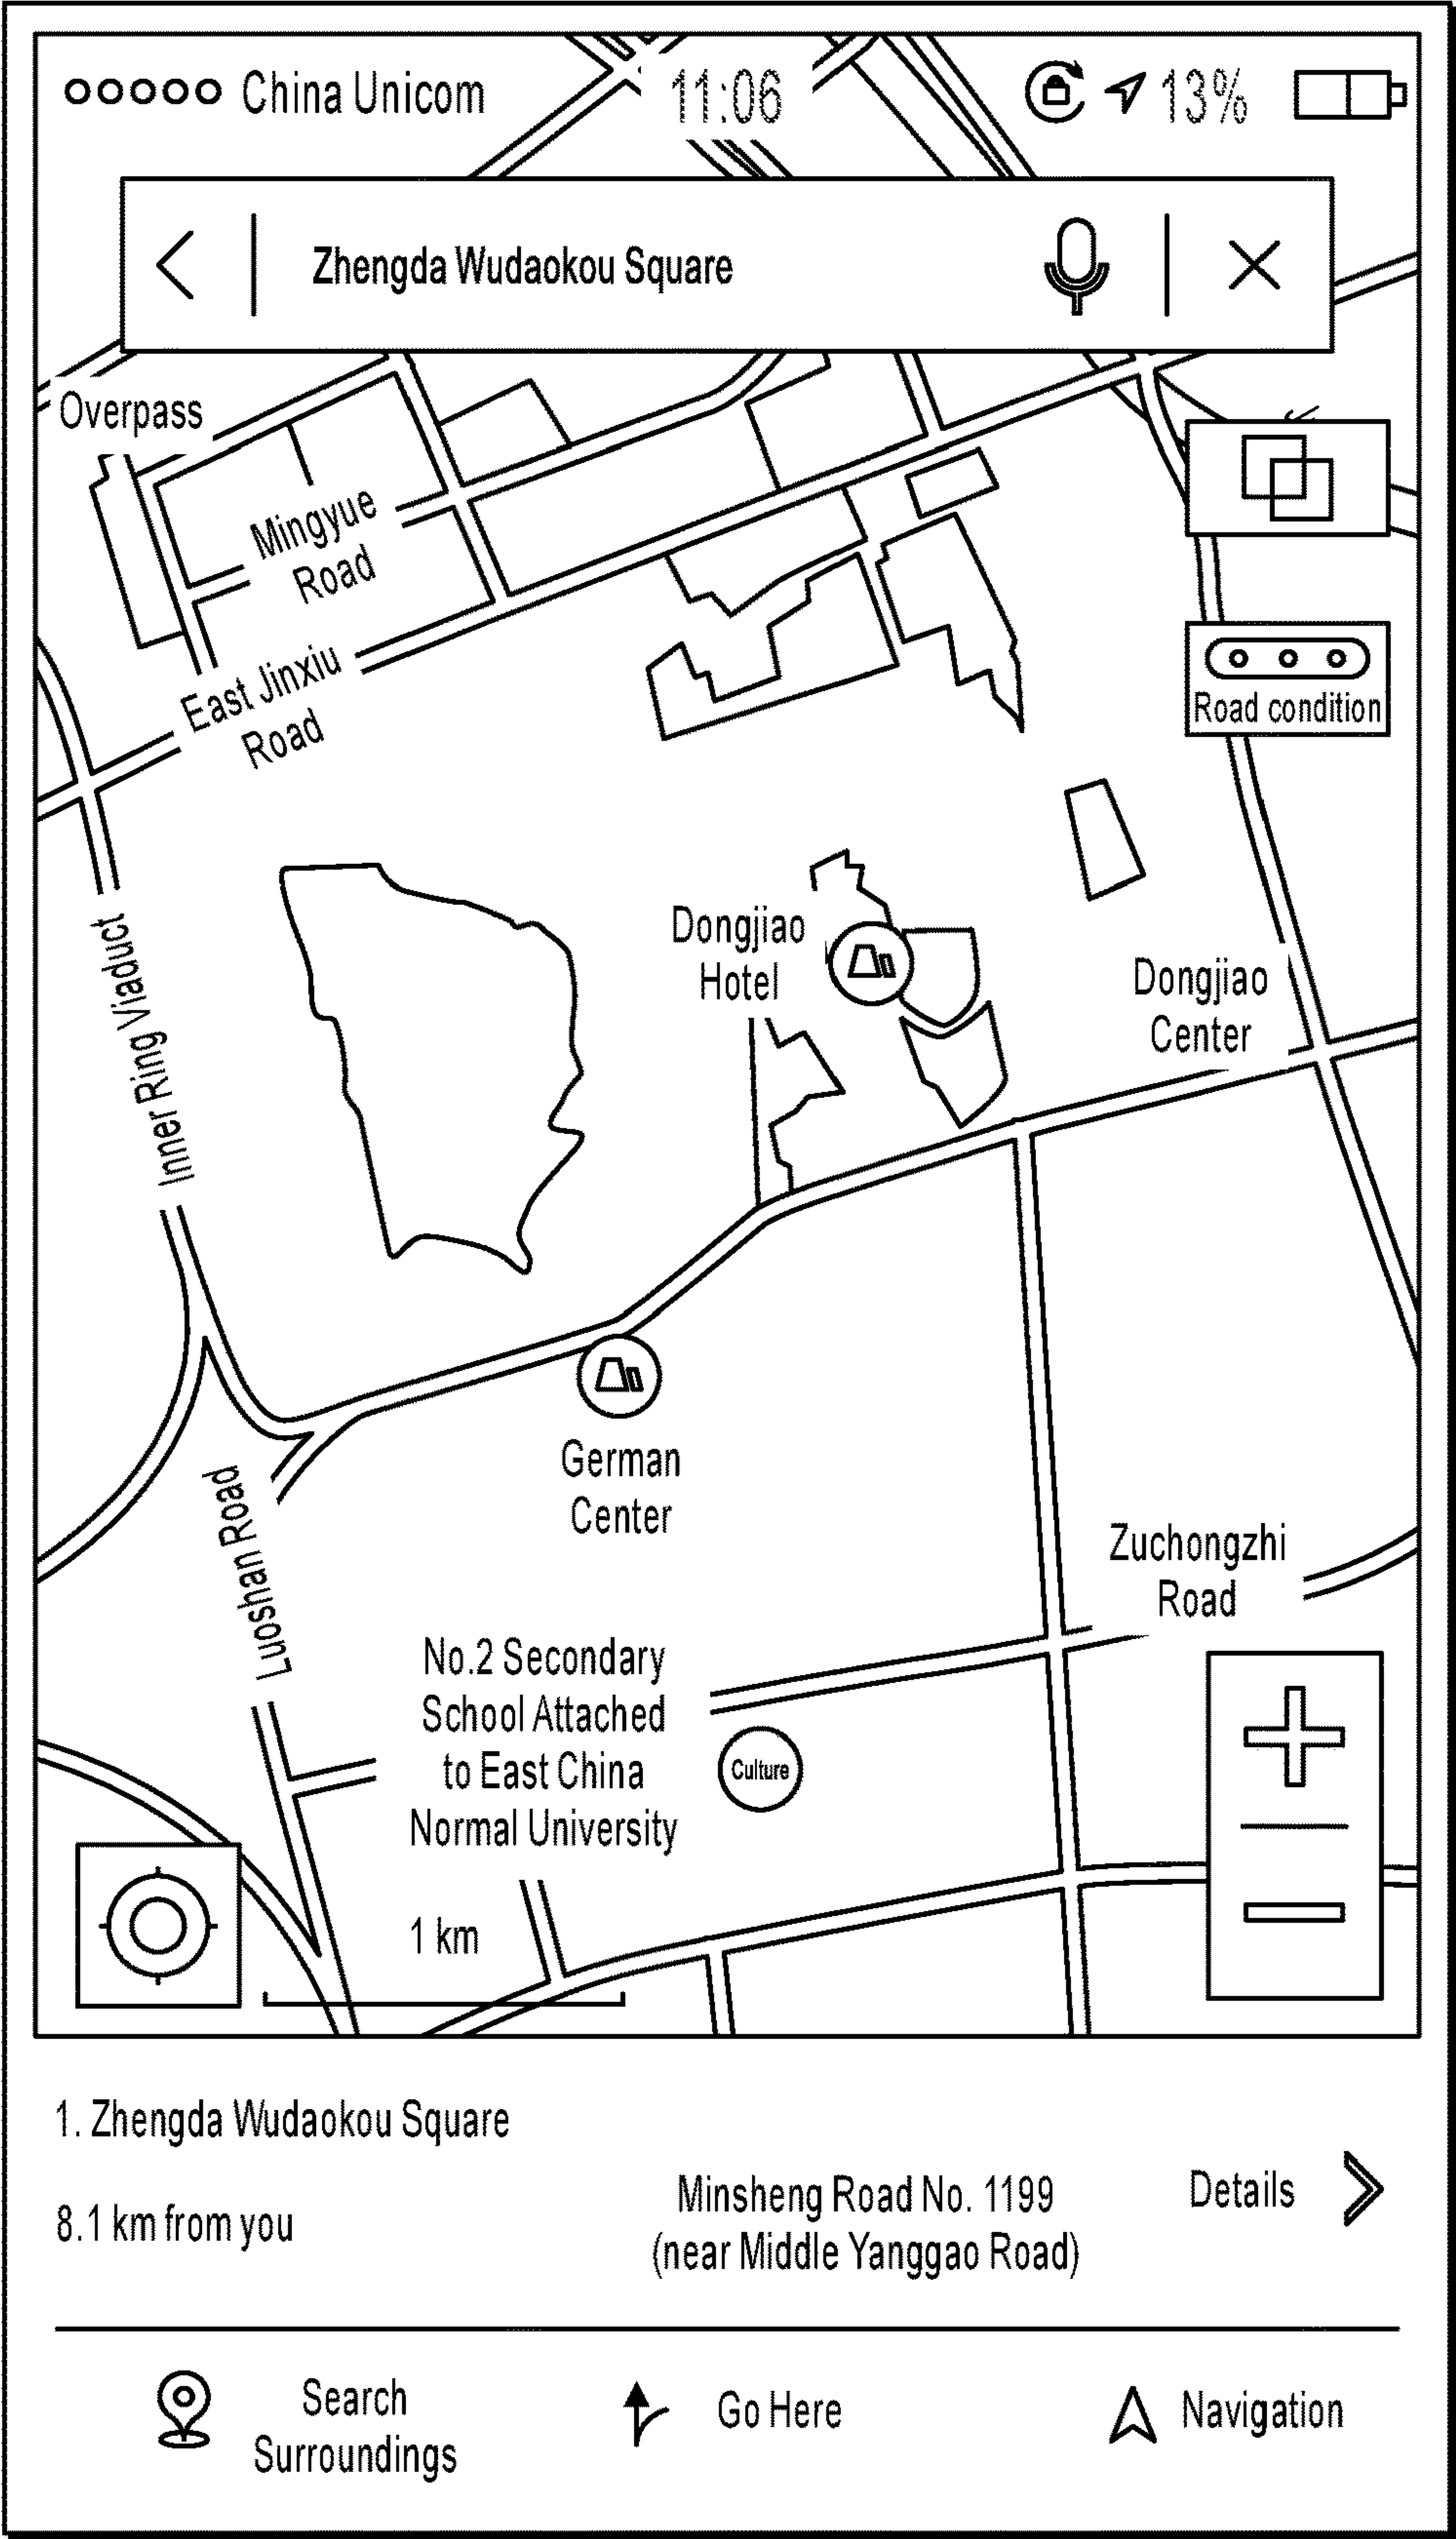 China Unicom 11:06 13%
Zhengda Wudaokou Square
Overpass
Mingyue
Road
East Jinxiu
Road
Road condition
Inner Ring Viaduct
Dongjiao
Hotel
Dongjiao
Center
German
Center
Luoshan Road
Zuchongzhi
Road
No.2 Secondary
School Attached
to East China
Normal University
Culture
1 km
1. Zhengda Wudaokou Square
8.1 km from you
Minsheng Road No. 1199
(near Middle Yanggao Road)
Details
Search
Surroundings
Go Here
Navigation